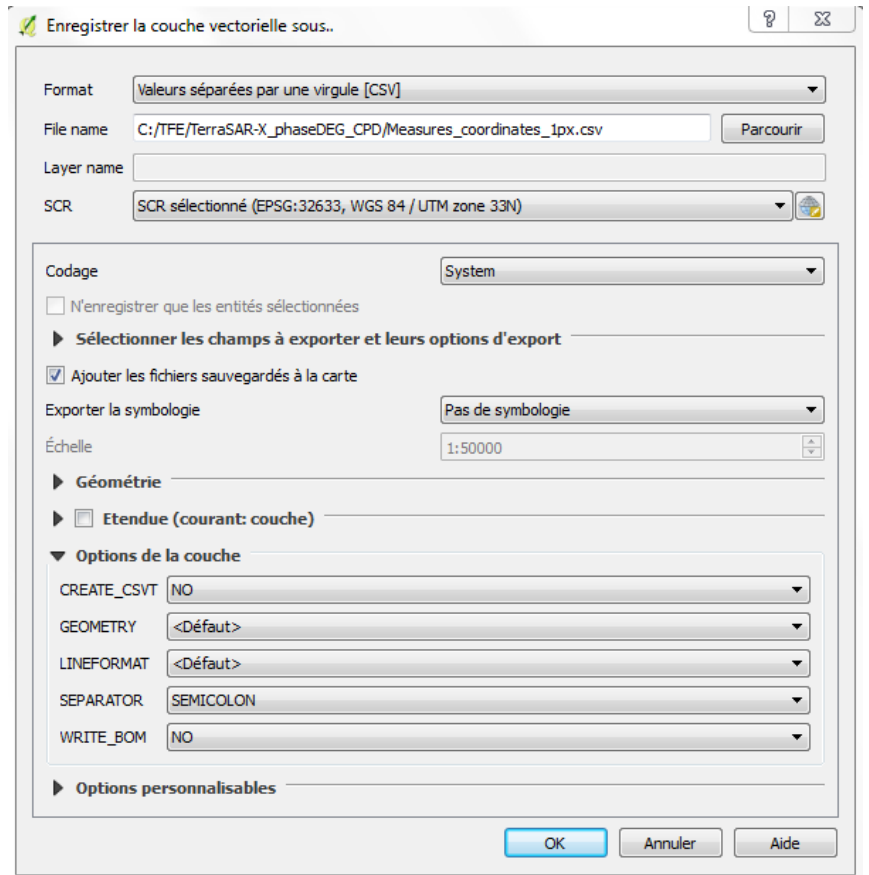 Enregistrer la couche vectorielle sous..
Format Valeurs séparées par une virgule [CSV]
File name C:/TFE/TerraSAR-X_phaseDEG_CPD/Measures_coordinates_1px.csv Parcourir
Layer name
SCR SCR sélectionné (EPSG:32633, WGS 84 / UTM zone 33N)
Codage System
N'enregistrer que les entités sélectionnées
Sélectionner les champs à exporter et leurs options d'export
Ajouter les fichiers sauvegardés à la carte
Exporter la symbologie Pas de symbologie
Échelle 1:50000
Géométrie
Etendue (courant: couche)
Options de la couche
CREATE_CSVT NO
GEOMETRY <Défaut>
LINEFORMAT <Défaut>
SEPARATOR SEMICOLON
WRITE_BOM NO
Options personnalisables
OK Annuler Aide